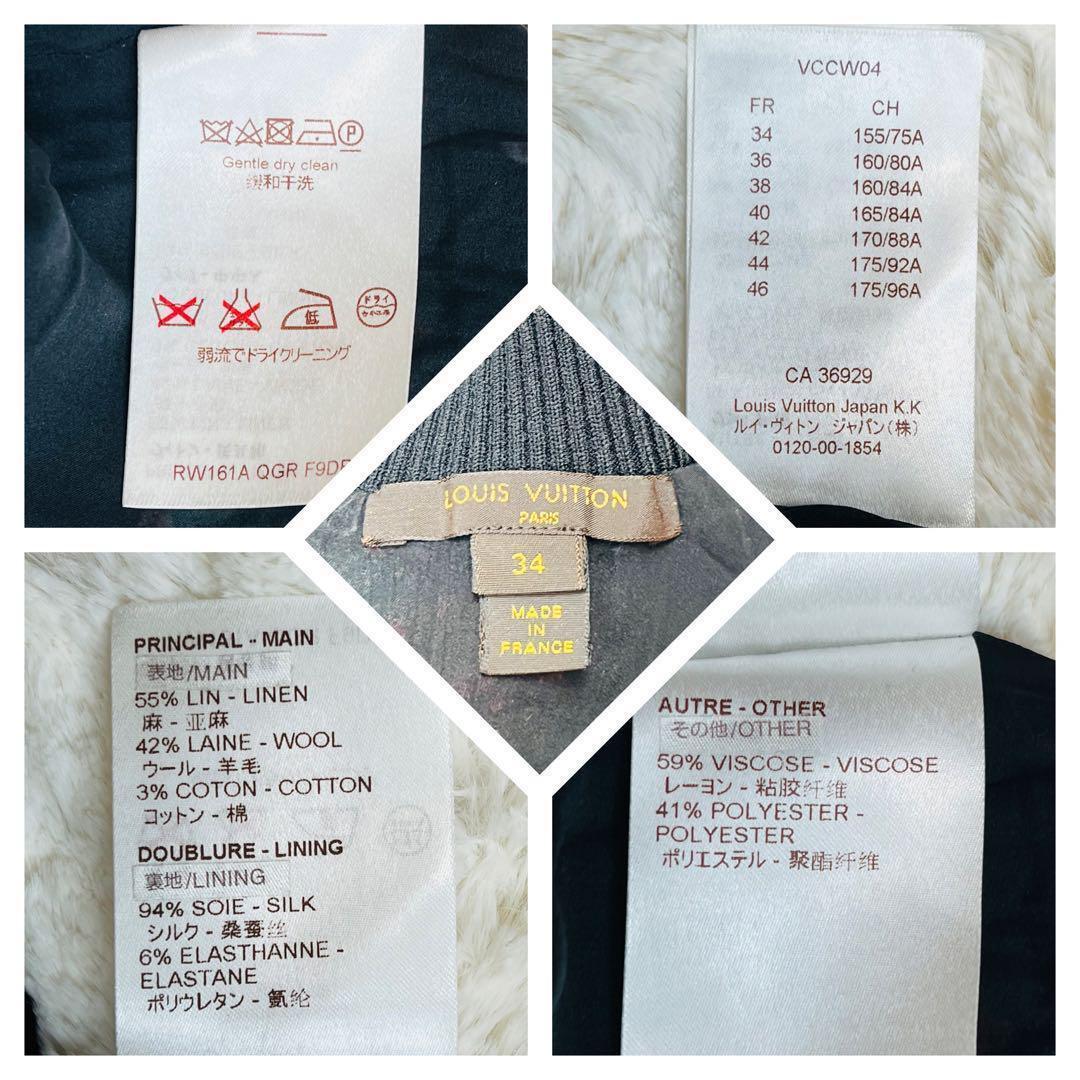 P
Gentle dry clean
缓和干洗
低
ドライ
弱流でドライクリーニング
RW161A QGR F9DF
VCCW04
FR CH
34 155/75A
36 160/80A
38 160/84A
40 165/84A
42 170/88A
44 175/92A
46 175/96A
CA 36929
Louis Vuitton Japan K.K
ルイ・ヴィトン ジャパン(株)
0120-00-1854
LOUIS VUITTON
PARIS
34
MADE
IN
FRANCE
PRINCIPAL - MAIN
表地/MAIN
55% LIN - LINEN
麻 - 亚麻
42% LAINE - WOOL
ウール - 羊毛
3% COTON - COTTON
コットン - 棉
DOUBLURE - LINING
裏地/LINING
94% SOIE - SILK
シルク - 桑蚕丝
6% ELASTHANNE -
ELASTANE
ポリウレタン - 氨纶
AUTRE - OTHER
その他/OTHER
59% VISCOSE - VISCOSE
レーヨン - 粘胶纤维
41% POLYESTER -
POLYESTER
ポリエステル - 聚酯纤维